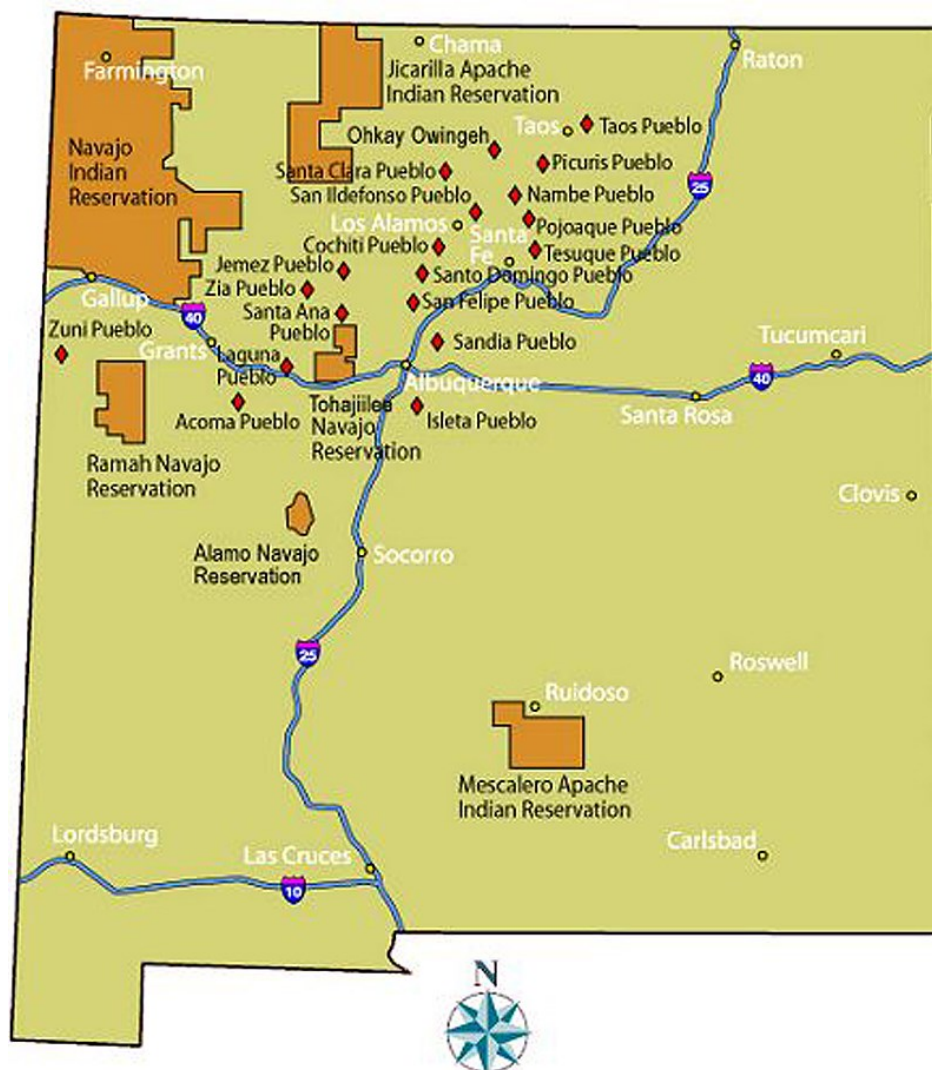 Chama
Raton
Farmington
Jicarilla Apache
Indian Reservation
Taos
Taos Pueblo
Ohkay Owingeh
Navajo
Indian
Reservation
Picuris Pueblo
Santa Clara Pueblo
25
San Ildefonso Pueblo
Nambe Pueblo
Los Alamos
Pojoaque Pueblo
Santa
Fe
Cochiti Pueblo
Tesuque Pueblo
Jemez Pueblo
Santo Domingo Pueblo
Zia Pueblo
Gallup
San Felipe Pueblo
Santa Ana
Pueblo
40
Zuni Pueblo
Tucumcari
Sandia Pueblo
Grants
Laguna
Pueblo
40
Albuquerque
Tohajiilee
Navajo
Reservation
Santa Rosa
Acoma Pueblo
Isleta Pueblo
Ramah Navajo
Reservation
Clovis
Alamo Navajo
Reservation
Socorro
25
Roswell
Ruidoso
Mescalero Apache
Indian Reservation
Lordsburg
Las Cruces
Carlsbad
10
N